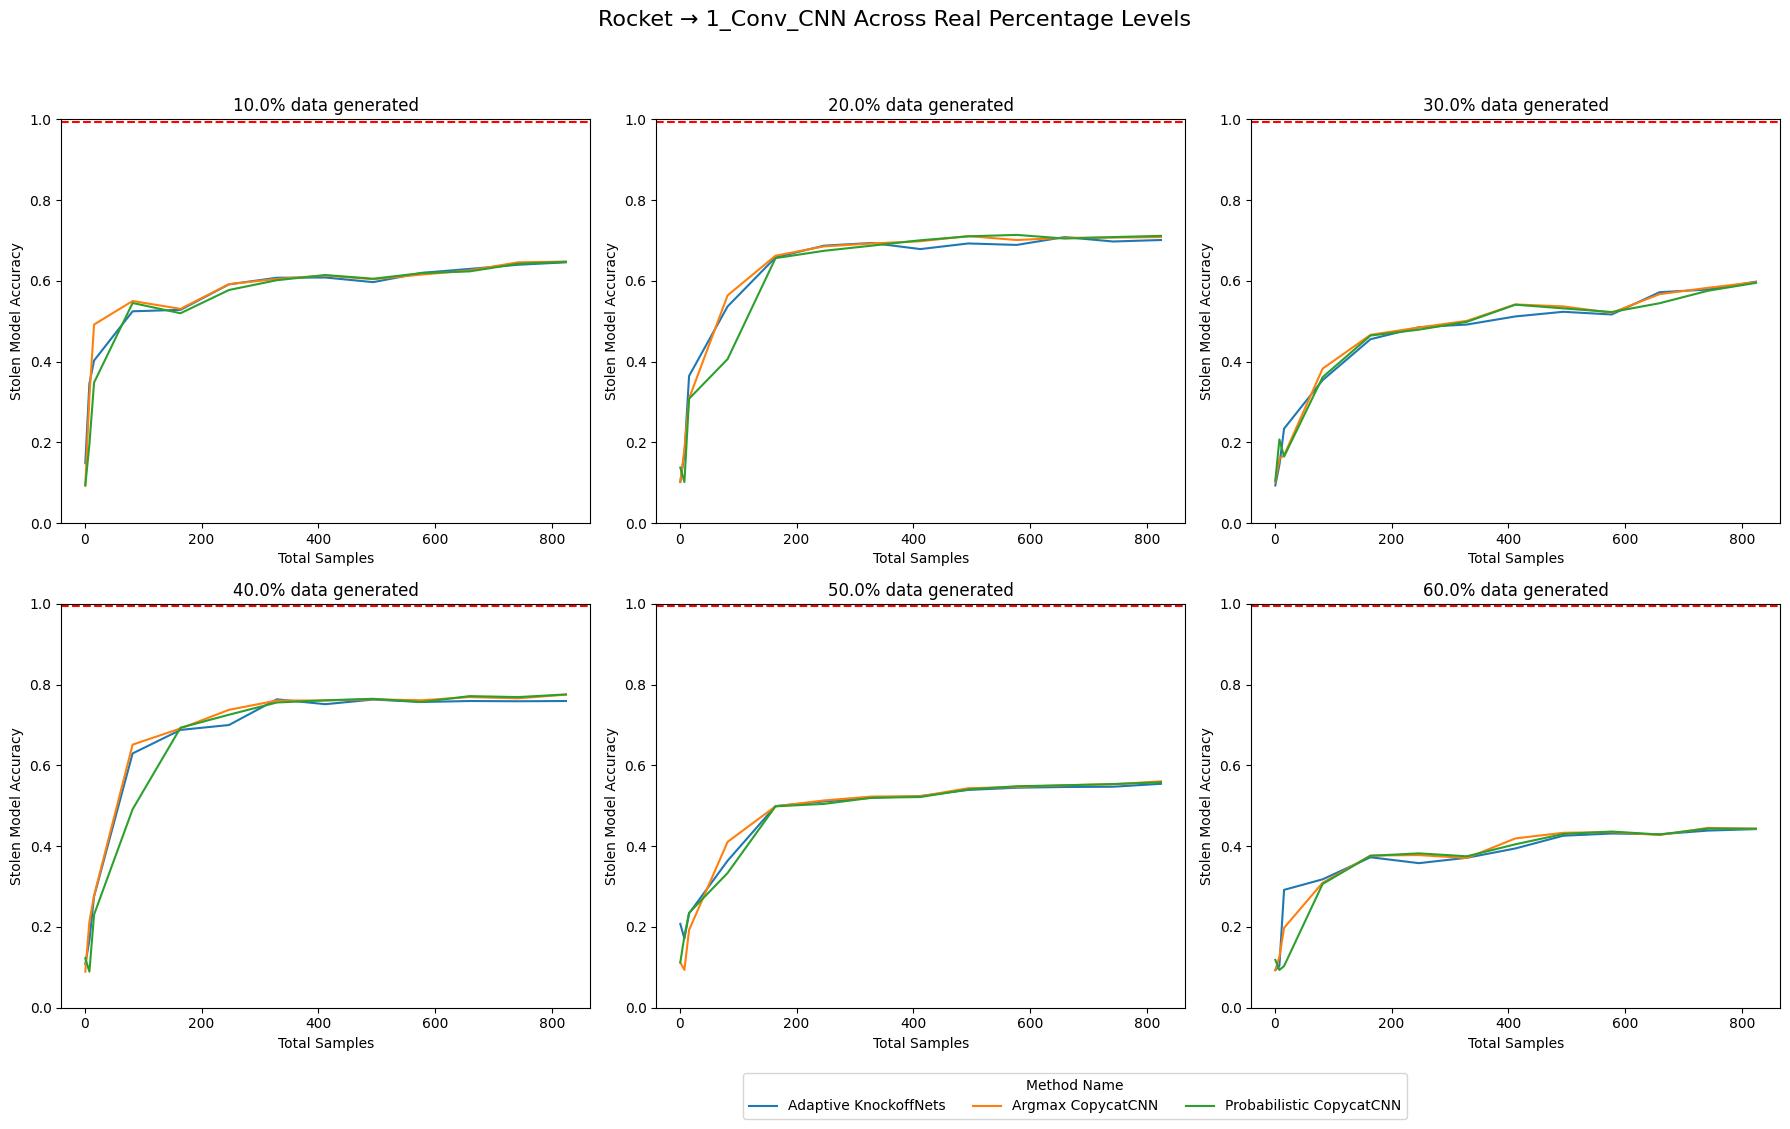 Rocket → 1_Conv_CNN Across Real Percentage Levels
10.0% data generated
1.0
0.8
0.6
0.4
0.2
0.0
Stolen Model Accuracy
0 200 400 600 800
Total Samples
20.0% data generated
1.0
0.8
0.6
0.4
0.2
0.0
Stolen Model Accuracy
0 200 400 600 800
Total Samples
30.0% data generated
1.0
0.8
0.6
0.4
0.2
0.0
Stolen Model Accuracy
0 200 400 600 800
Total Samples
40.0% data generated
1.0
0.8
0.6
0.4
0.2
0.0
Stolen Model Accuracy
0 200 400 600 800
Total Samples
50.0% data generated
1.0
0.8
0.6
0.4
0.2
0.0
Stolen Model Accuracy
0 200 400 600 800
Total Samples
60.0% data generated
1.0
0.8
0.6
0.4
0.2
0.0
Stolen Model Accuracy
0 200 400 600 800
Total Samples
Method Name
Adaptive KnockoffNets Argmax CopycatCNN Probabilistic CopycatCNN